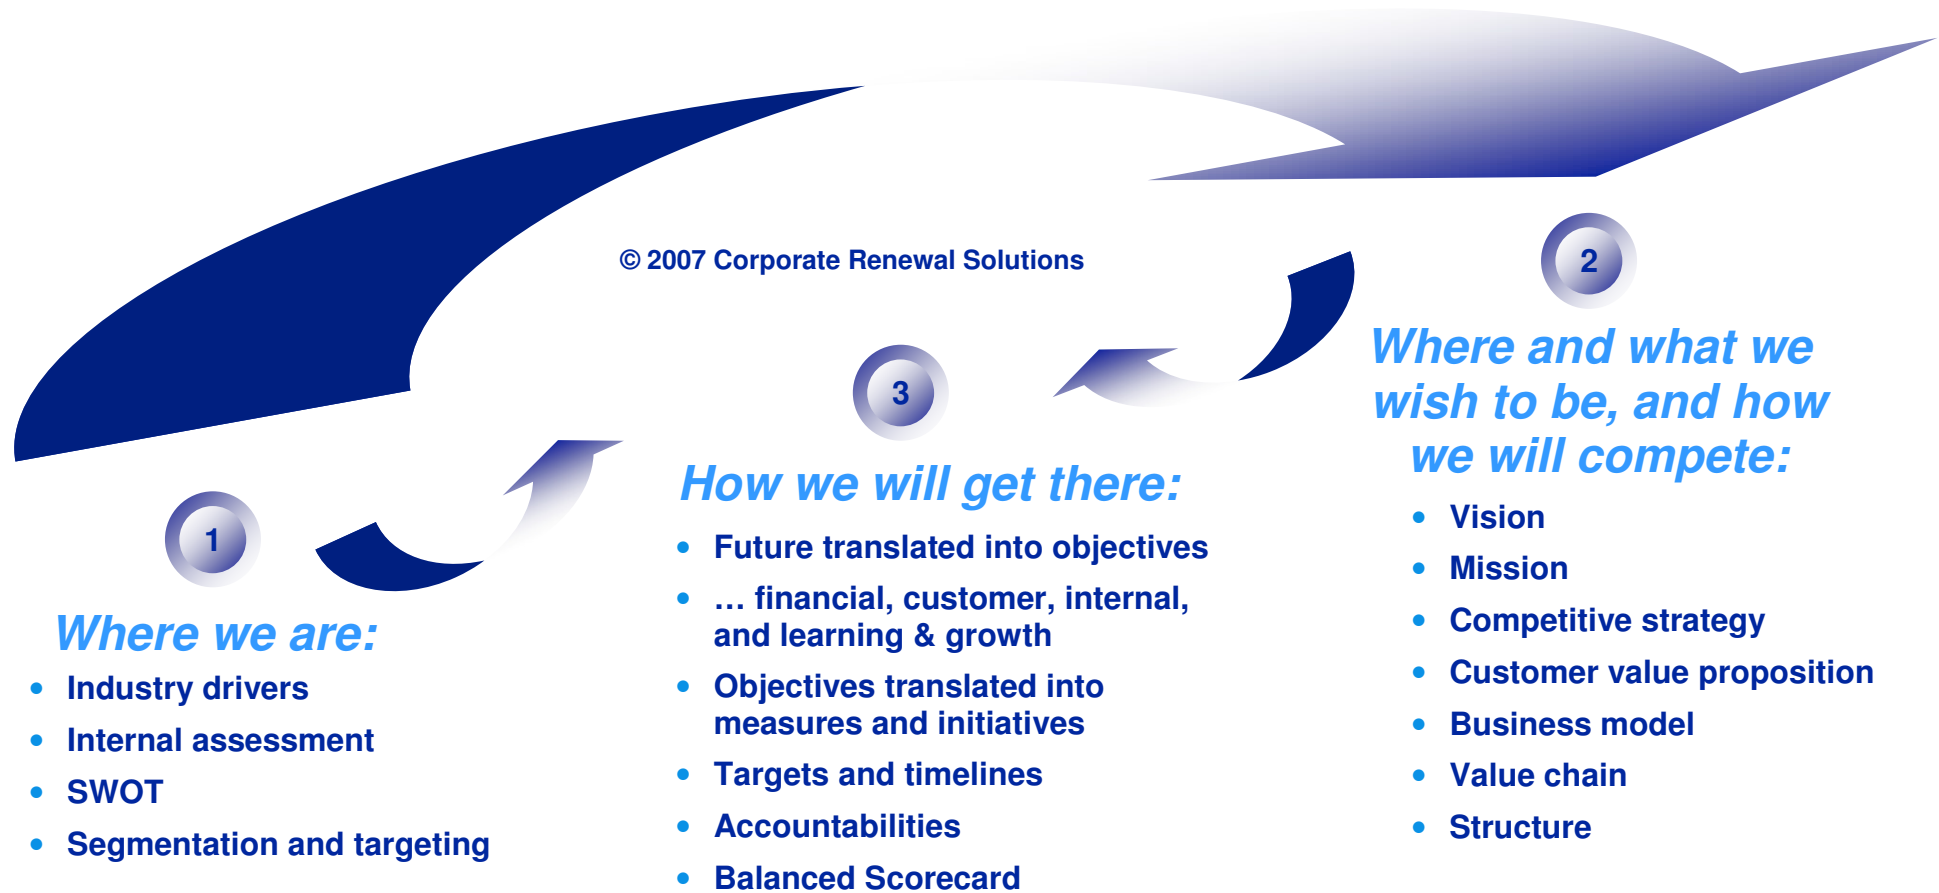 © 2007 Corporate Renewal Solutions
1
Where we are:
• Industry drivers
• Internal assessment
• SWOT
• Segmentation and targeting
2
Where and what we
wish to be, and how
we will compete:
• Vision
• Mission
• Competitive strategy
• Customer value proposition
• Business model
• Value chain
• Structure
3
How we will get there:
• Future translated into objectives
• … financial, customer, internal,
and learning & growth
• Objectives translated into
measures and initiatives
• Targets and timelines
• Accountabilities
• Balanced Scorecard